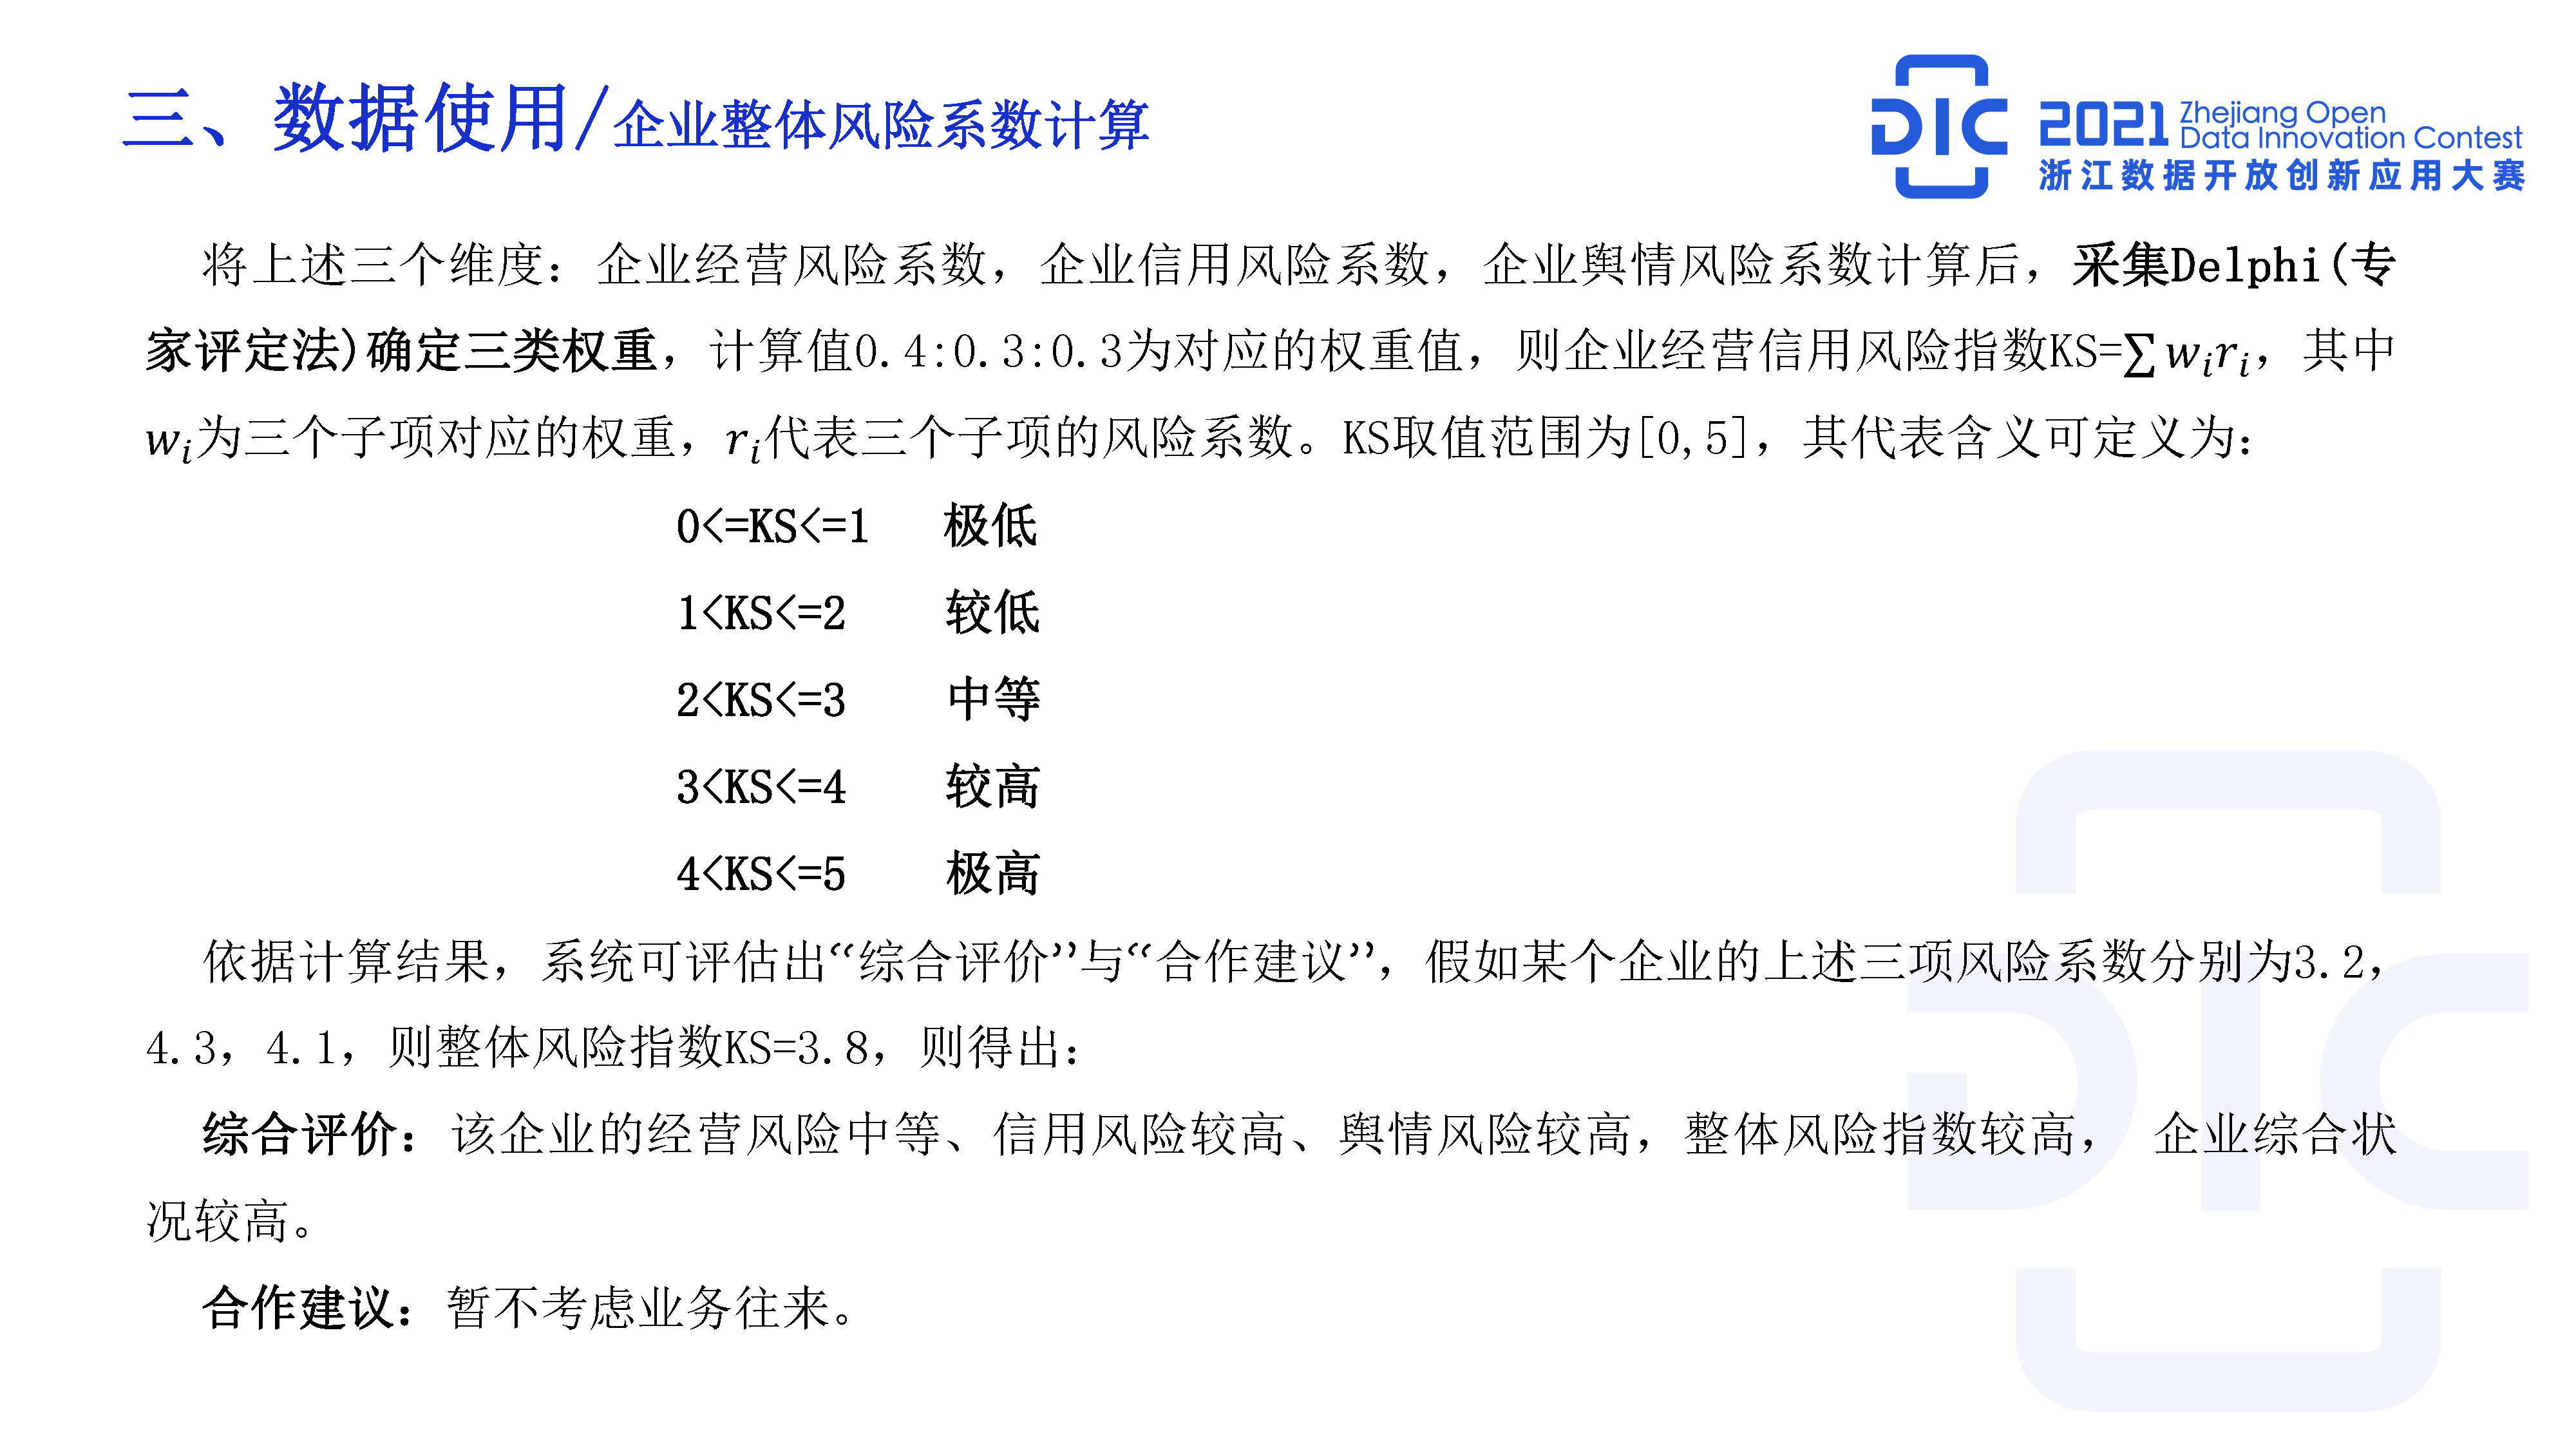 三、数据使用/企业整体风险系数计算
DIC 2021 Zhejiang Open
Data Innovation Contest
浙江数据开放创新应用大赛
将上述三个维度：企业经营风险系数，企业信用风险系数，企业舆情风险系数计算后，采集Delphi(专
家评定法)确定三类权重，计算值0.4:0.3:0.3为对应的权重值，则企业经营信用风险指数KS=∑wᵢrᵢ，其中
wᵢ为三个子项对应的权重，rᵢ代表三个子项的风险系数。KS取值范围为[0,5]，其代表含义可定义为：
0<=KS<=1 极低
1<KS<=2 较低
2<KS<=3 中等
3<KS<=4 较高
4<KS<=5 极高
依据计算结果，系统可评估出“综合评价”与“合作建议”，假如某个企业的上述三项风险系数分别为3.2，
4.3，4.1，则整体风险指数KS=3.8，则得出：
综合评价：该企业的经营风险中等、信用风险较高、舆情风险较高，整体风险指数较高， 企业综合状
况较高。
合作建议：暂不考虑业务往来。
DIC